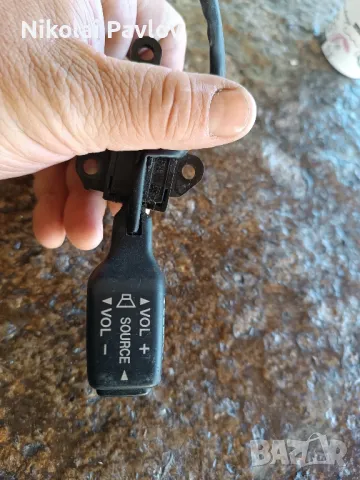 Nikolai Pavlov
▲VOL +
SOURCE ◄
◄VOL −
BAZAR